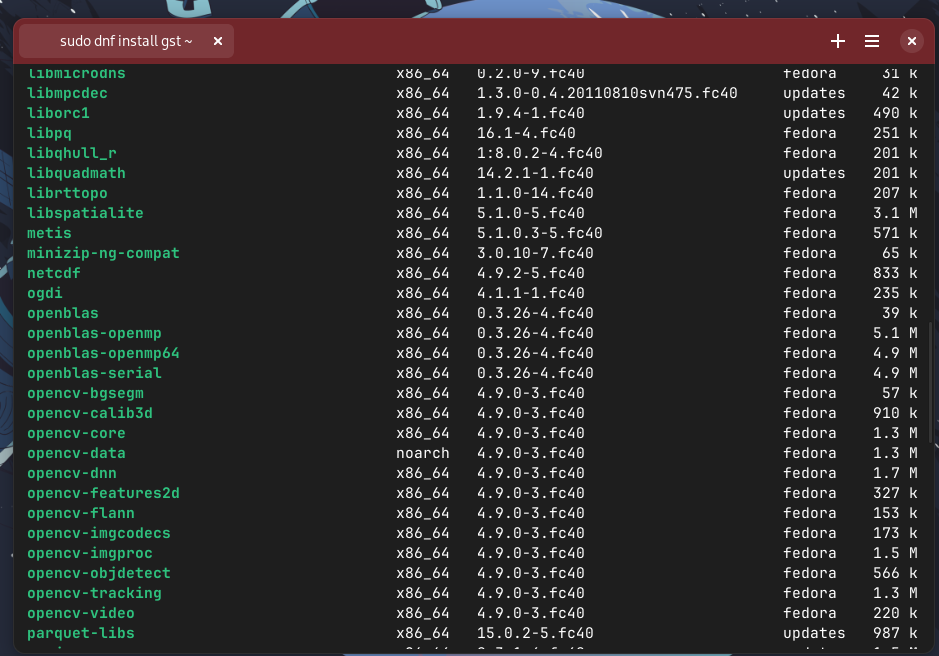 sudo dnf install gst ~
libmicrodns x86_64 0.2.0-9.fc40 fedora 31 k
libmpcdec x86_64 1.3.0-0.4.20110810svn475.fc40 updates 42 k
liborc1 x86_64 1.9.4-1.fc40 updates 490 k
libpq x86_64 16.1-4.fc40 fedora 251 k
libqhull_r x86_64 1:8.0.2-4.fc40 fedora 201 k
libquadmath x86_64 14.2.1-1.fc40 updates 201 k
librttopo x86_64 1.1.0-14.fc40 fedora 207 k
libspatialite x86_64 5.1.0-5.fc40 fedora 3.1 M
metis x86_64 5.1.0.3-5.fc40 fedora 571 k
minizip-ng-compat x86_64 3.0.10-7.fc40 fedora 65 k
netcdf x86_64 4.9.2-5.fc40 fedora 833 k
ogdi x86_64 4.1.1-1.fc40 fedora 235 k
openblas x86_64 0.3.26-4.fc40 fedora 39 k
openblas-openmp x86_64 0.3.26-4.fc40 fedora 5.1 M
openblas-openmp64 x86_64 0.3.26-4.fc40 fedora 4.9 M
openblas-serial x86_64 0.3.26-4.fc40 fedora 4.9 M
opencv-bgsegm x86_64 4.9.0-3.fc40 fedora 57 k
opencv-calib3d x86_64 4.9.0-3.fc40 fedora 910 k
opencv-core x86_64 4.9.0-3.fc40 fedora 1.3 M
opencv-data noarch 4.9.0-3.fc40 fedora 1.3 M
opencv-dnn x86_64 4.9.0-3.fc40 fedora 1.7 M
opencv-features2d x86_64 4.9.0-3.fc40 fedora 327 k
opencv-flann x86_64 4.9.0-3.fc40 fedora 153 k
opencv-imgcodecs x86_64 4.9.0-3.fc40 fedora 173 k
opencv-imgproc x86_64 4.9.0-3.fc40 fedora 1.5 M
opencv-objdetect x86_64 4.9.0-3.fc40 fedora 566 k
opencv-tracking x86_64 4.9.0-3.fc40 fedora 1.3 M
opencv-video x86_64 4.9.0-3.fc40 fedora 220 k
parquet-libs x86_64 15.0.2-5.fc40 updates 987 k